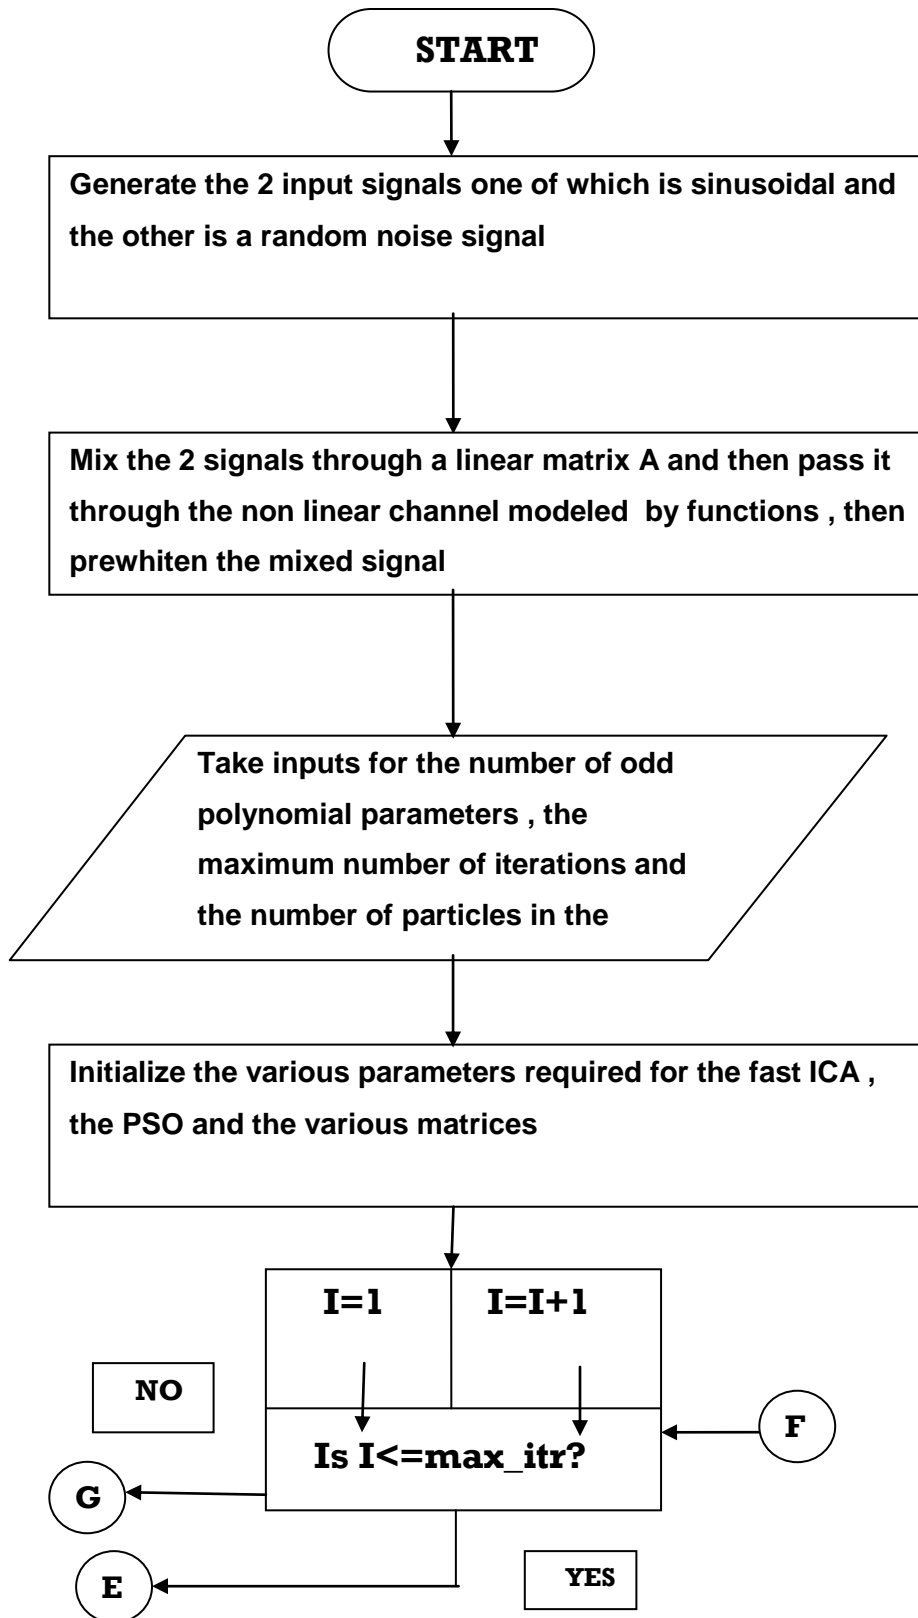 START
Generate the 2 input signals one of which is sinusoidal and
the other is a random noise signal
Mix the 2 signals through a linear matrix A and then pass it
through the non linear channel modeled by functions , then
prewhiten the mixed signal
Take inputs for the number of odd
polynomial parameters , the
maximum number of iterations and
the number of particles in the
Initialize the various parameters required for the fast ICA ,
the PSO and the various matrices
I=1
I=I+1
NO
Is I<=max_itr?
F
G
E
YES